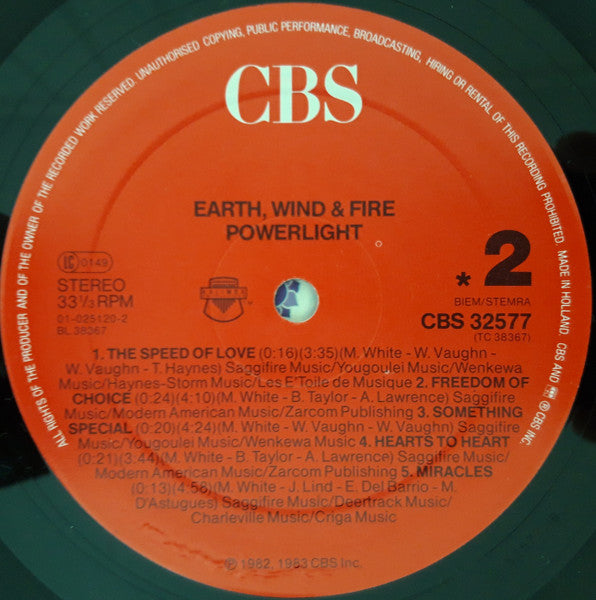 ALL RIGHTS OF THE PRODUCER AND OF THE OWNER OF THE RECORDED WORK RESERVED. UNAUTHORISED COPYING, PUBLIC PERFORMANCE, BROADCASTING, HIRING OR RENTAL OF THIS RECORDING PROHIBITED. MADE IN HOLLAND. CBS AND ℗ CBS INC.
CBS
EARTH, WIND & FIRE
POWERLIGHT
LC 0149
STEREO
33⅓ RPM
01-025120-2
BL 38367
* 2
BIEM/STEMRA
CBS 32577
(TC 38367)
1. THE SPEED OF LOVE (0:16)(3:35)(M. White - W. Vaughn -
W. Vaughn - T. Haynes) Saggifire Music/Yougoulei Music/Wenkewa
Music/Haynes-Storm Music/Les E'Toile de Musique 2. FREEDOM OF
CHOICE (0:24)(4:10)(M. White - B. Taylor - A. Lawrence) Saggifire
Music/Modern American Music/Zarcom Publishing 3. SOMETHING
SPECIAL (0:20)(4:24)(M. White - W. Vaughn - W. Vaughn) Saggifire
Music/Yougoulei Music/Wenkewa Music 4. HEARTS TO HEART
(0:21)(3.44)(M. White - B. Taylor - A. Lawrence) Saggifire Music/
Modern American Music/Zarcom Publishing 5. MIRACLES
(0:13)(4:56)(M. White - J. Lind - E. Del Barrio - M.
D'Astugues) Saggifire Music/Deertrack Music/
Charleville Music/Criga Music
℗ 1982, 1983 CBS Inc.